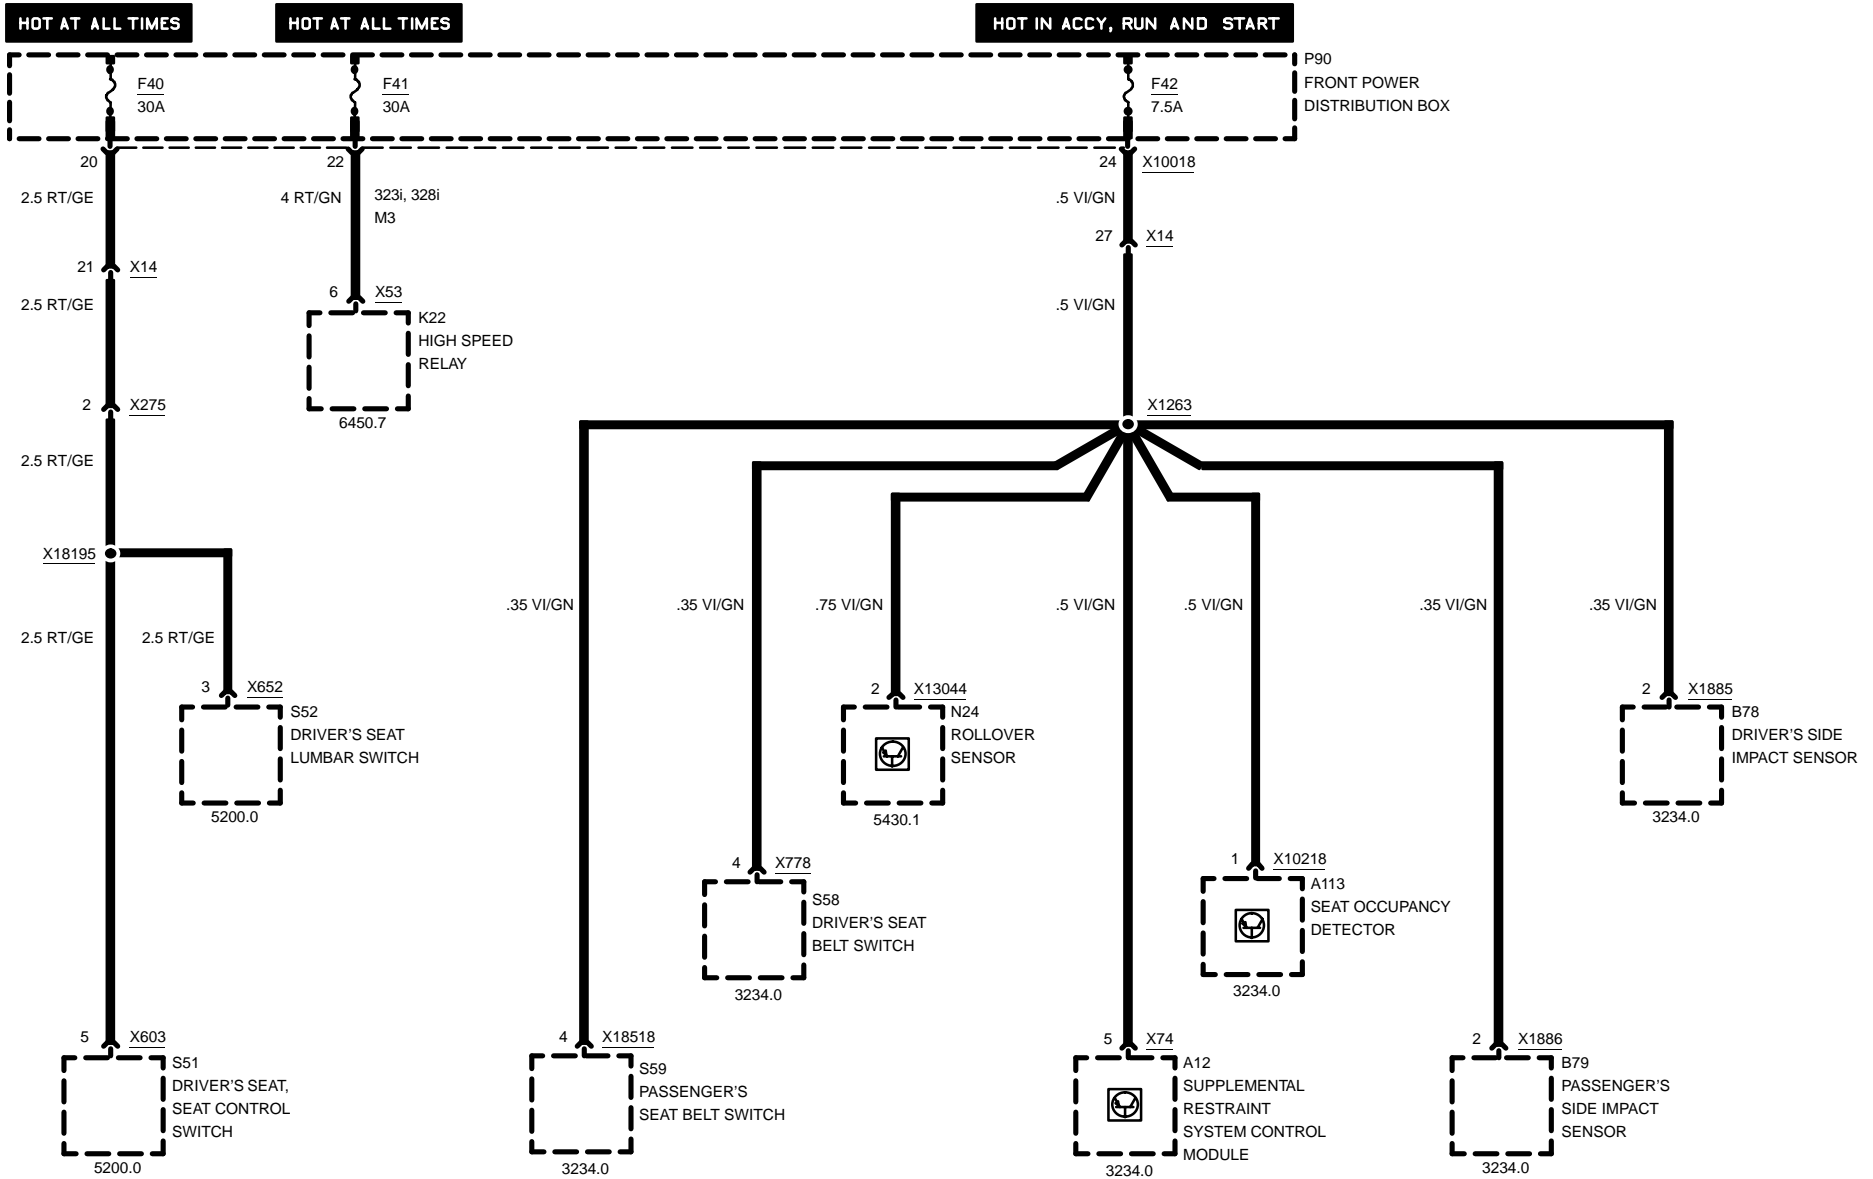 HOT AT ALL TIMES
HOT AT ALL TIMES
HOT IN ACCY, RUN AND START
F40
30A
F41
30A
F42
7.5A
P90
FRONT POWER
DISTRIBUTION BOX
20
22
24
X10018
2.5 RT/GE
4 RT/GN
323i, 328i
M3
.5 VI/GN
27
X14
21
X14
2.5 RT/GE
6
X53
K22
HIGH SPEED
RELAY
6450.7
.5 VI/GN
2
X275
X1263
2.5 RT/GE
X18195
2.5 RT/GE
2.5 RT/GE
.35 VI/GN
.35 VI/GN
.75 VI/GN
.5 VI/GN
.5 VI/GN
.35 VI/GN
.35 VI/GN
3
X652
S52
DRIVER'S SEAT
LUMBAR SWITCH
5200.0
2
X13044
N24
ROLLOVER
SENSOR
5430.1
2
X1885
B78
DRIVER'S SIDE
IMPACT SENSOR
3234.0
4
X778
S58
DRIVER'S SEAT
BELT SWITCH
3234.0
1
X10218
A113
SEAT OCCUPANCY
DETECTOR
3234.0
5
X603
S51
DRIVER'S SEAT,
SEAT CONTROL
SWITCH
5200.0
4
X18518
S59
PASSENGER'S
SEAT BELT SWITCH
3234.0
5
X74
A12
SUPPLEMENTAL
RESTRAINT
SYSTEM CONTROL
MODULE
3234.0
2
X1886
B79
PASSENGER'S
SIDE IMPACT
SENSOR
3234.0